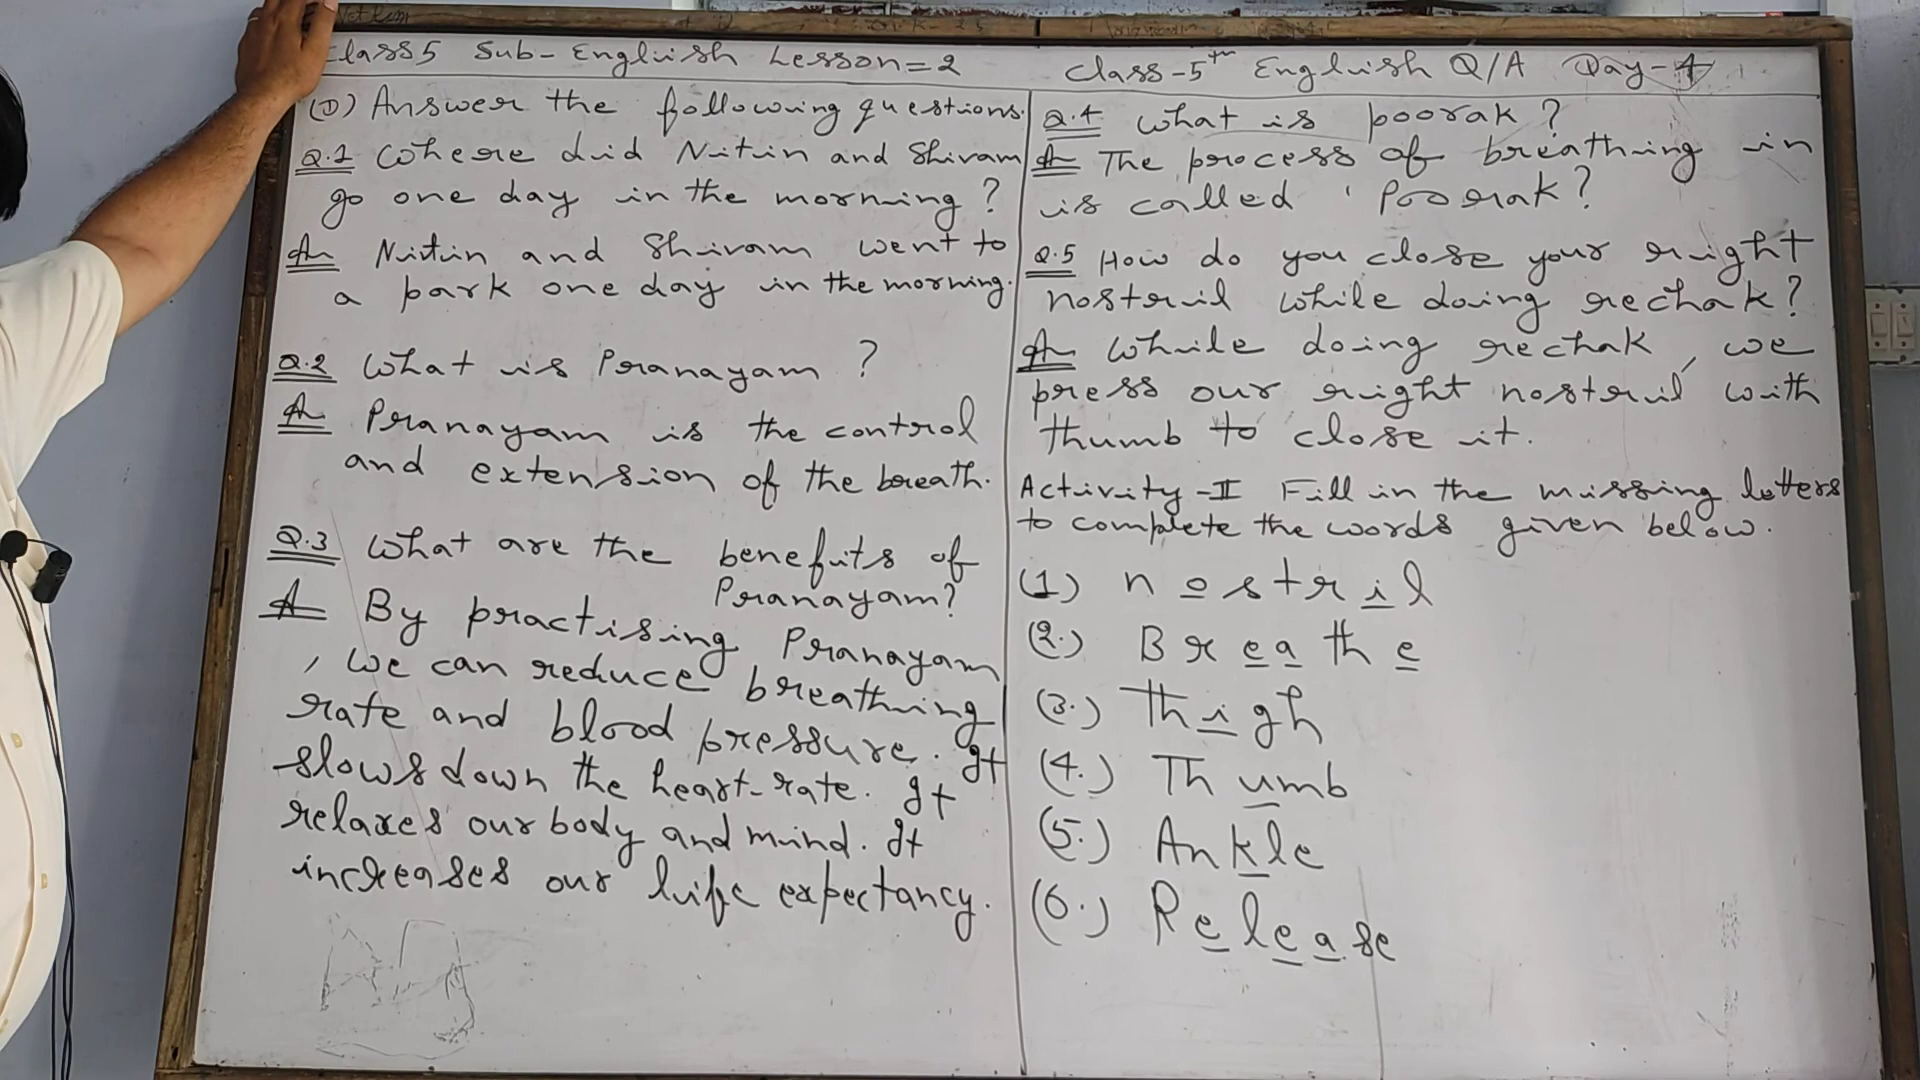 Class 5 Sub- English Lesson=2
(D) Answer the following questions.
Q.1 Where did Nitin and Shivam
go one day in the morning?
A Nitin and Shivam went to
a park one day in the morning.
Q.2 What is Pranayam ?
A Pranayam is the control
and extension of the breath.
Q.3 What are the benefits of
Pranayam?
A By practising Pranayam
, we can reduce breathing
rate and blood pressure. It
slows down the heart-rate. It
relaxes our body and mind. It
increases our life expectancy.
Class-5th English Q/A Day-4
Q.4 What is poorak ?
A The process of breathing in
is called ' Poorak?
Q.5 How do you close your right
nostril while doing rechak?
A While doing rechak, we
press our right nostril with
thumb to close it.
Activity-II Fill in the missing letters
to complete the words given below.
(1) nostril
(2.) Breathe
(3.) Thigh
(4.) Thumb
(5.) Ankle
(6.) Release